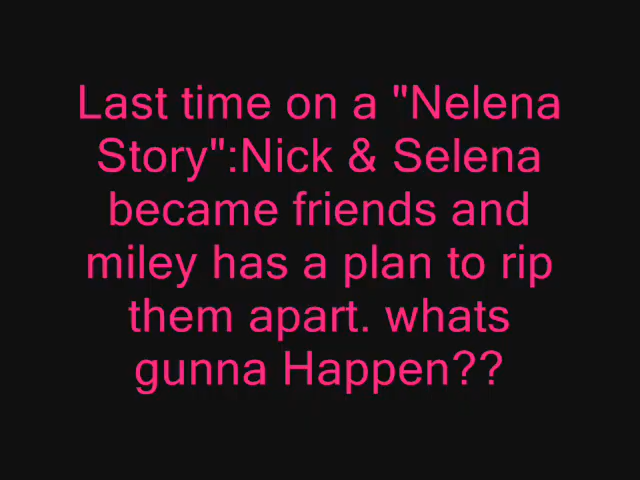 Last time on a "Nelena
Story":Nick & Selena
became friends and
miley has a plan to rip
them apart. whats
gunna Happen??